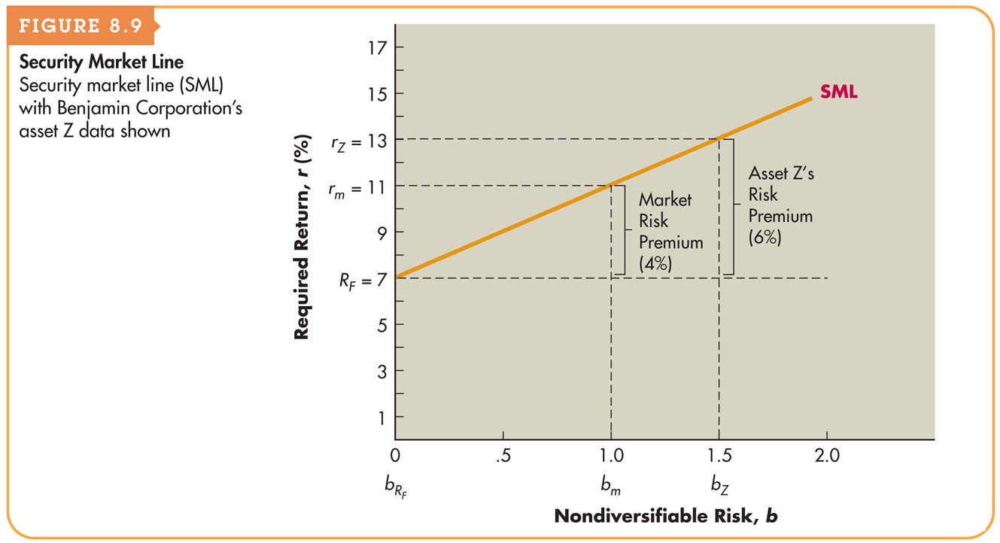 FIGURE 8.9
Security Market Line
Security market line (SML)
with Benjamin Corporation’s
asset Z data shown
Required Return, r (%)
17
15
r_Z = 13
r_m = 11
9
R_F = 7
5
3
1
SML
Market
Risk
Premium
(4%)
Asset Z’s
Risk
Premium
(6%)
0 .5 1.0 1.5 2.0
b_R_F b_m b_Z
Nondiversifiable Risk, b